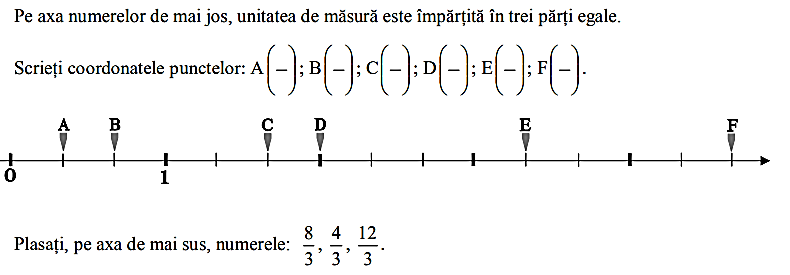 Pe axa numerelor de mai jos, unitatea de măsură este împărțită în trei părți egale.
Scrieți coordonatele punctelor: A(—); B(—); C(—); D(—); E(—); F(—).
A B C D E F
0 1
Plasați, pe axa de mai sus, numerele: 8/3, 4/3, 12/3.